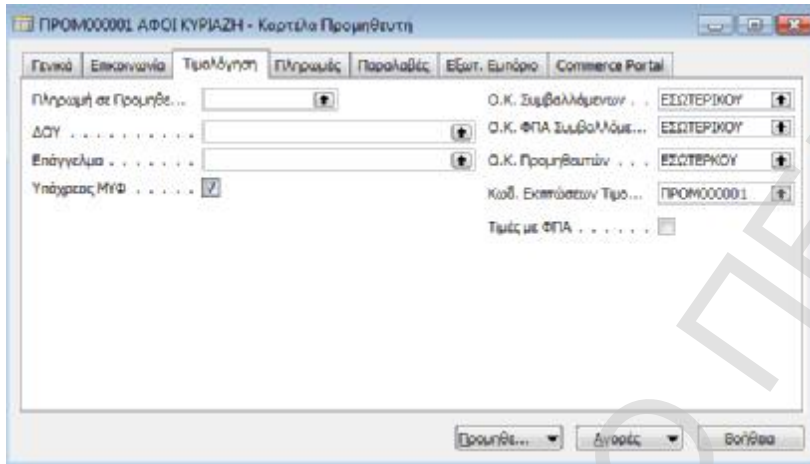 ΠΡΟΜ000001 ΑΦΟΙ ΚΥΡΙΑΖΗ - Καρτέλα Προμηθευτή
Γενικά Επικοινωνία Τιμολόγηση Πληρωμές Παραλαβές Εξωτ. Εμπόριο Commerce Portal
Πληρωμή σε Προμηθε... Ο.Κ. Συμβαλλόμενων . . ΕΣΩΤΕΡΙΚΟΥ
ΔΟΥ . . . . . . . . . . Ο.Κ. ΦΠΑ Συμβαλλόμε... ΕΣΩΤΕΡΙΚΟΥ
Επάγγελμα . . . . . . . Ο.Κ. Προμηθευτών . . . ΕΣΩΤΕΡΚΟΥ
Υπόχρεος ΜΥΦ . . . . . Κωδ. Εκπτώσεων Τιμο... ΠΡΟΜ000001
Τιμές με ΦΠΑ . . . . . .
Προμηθε... Αγορές Βοήθεια